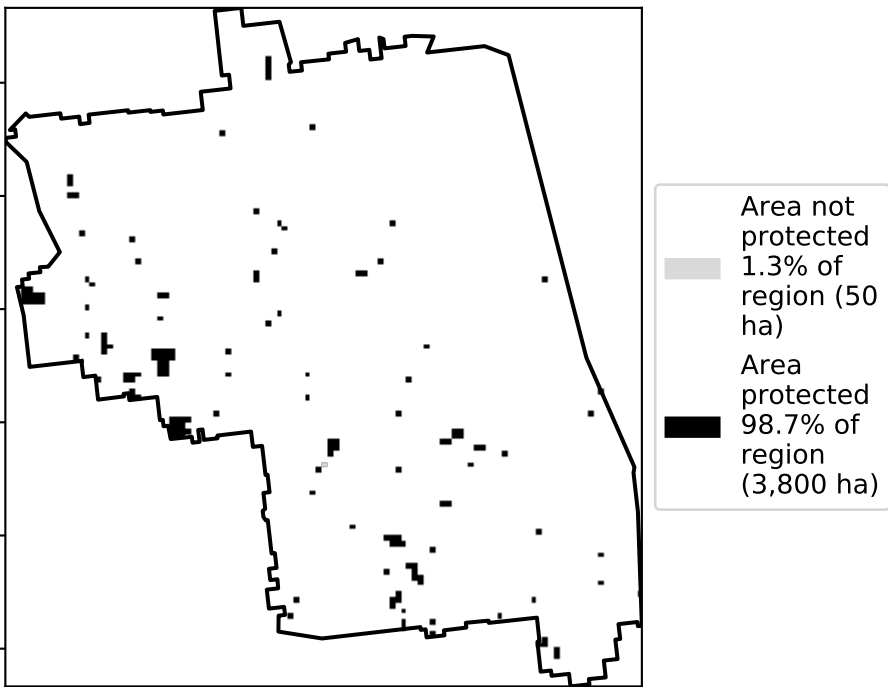 Area not
protected
1.3% of
region (50
ha)
Area
protected
98.7% of
region
(3,800 ha)